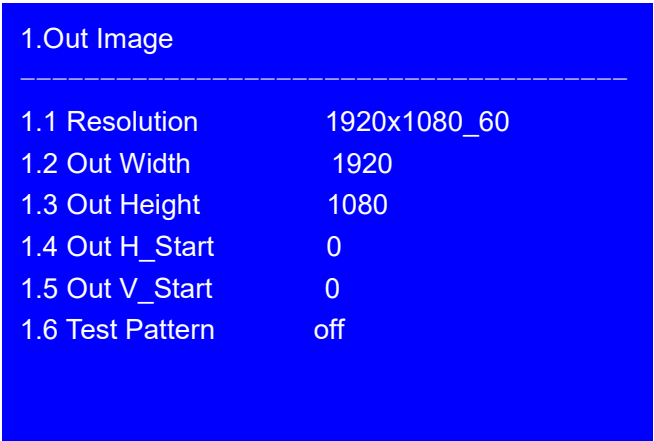 1.Out Image
______________________________________
1.1 Resolution 1920x1080_60
1.2 Out Width 1920
1.3 Out Height 1080
1.4 Out H_Start 0
1.5 Out V_Start 0
1.6 Test Pattern off